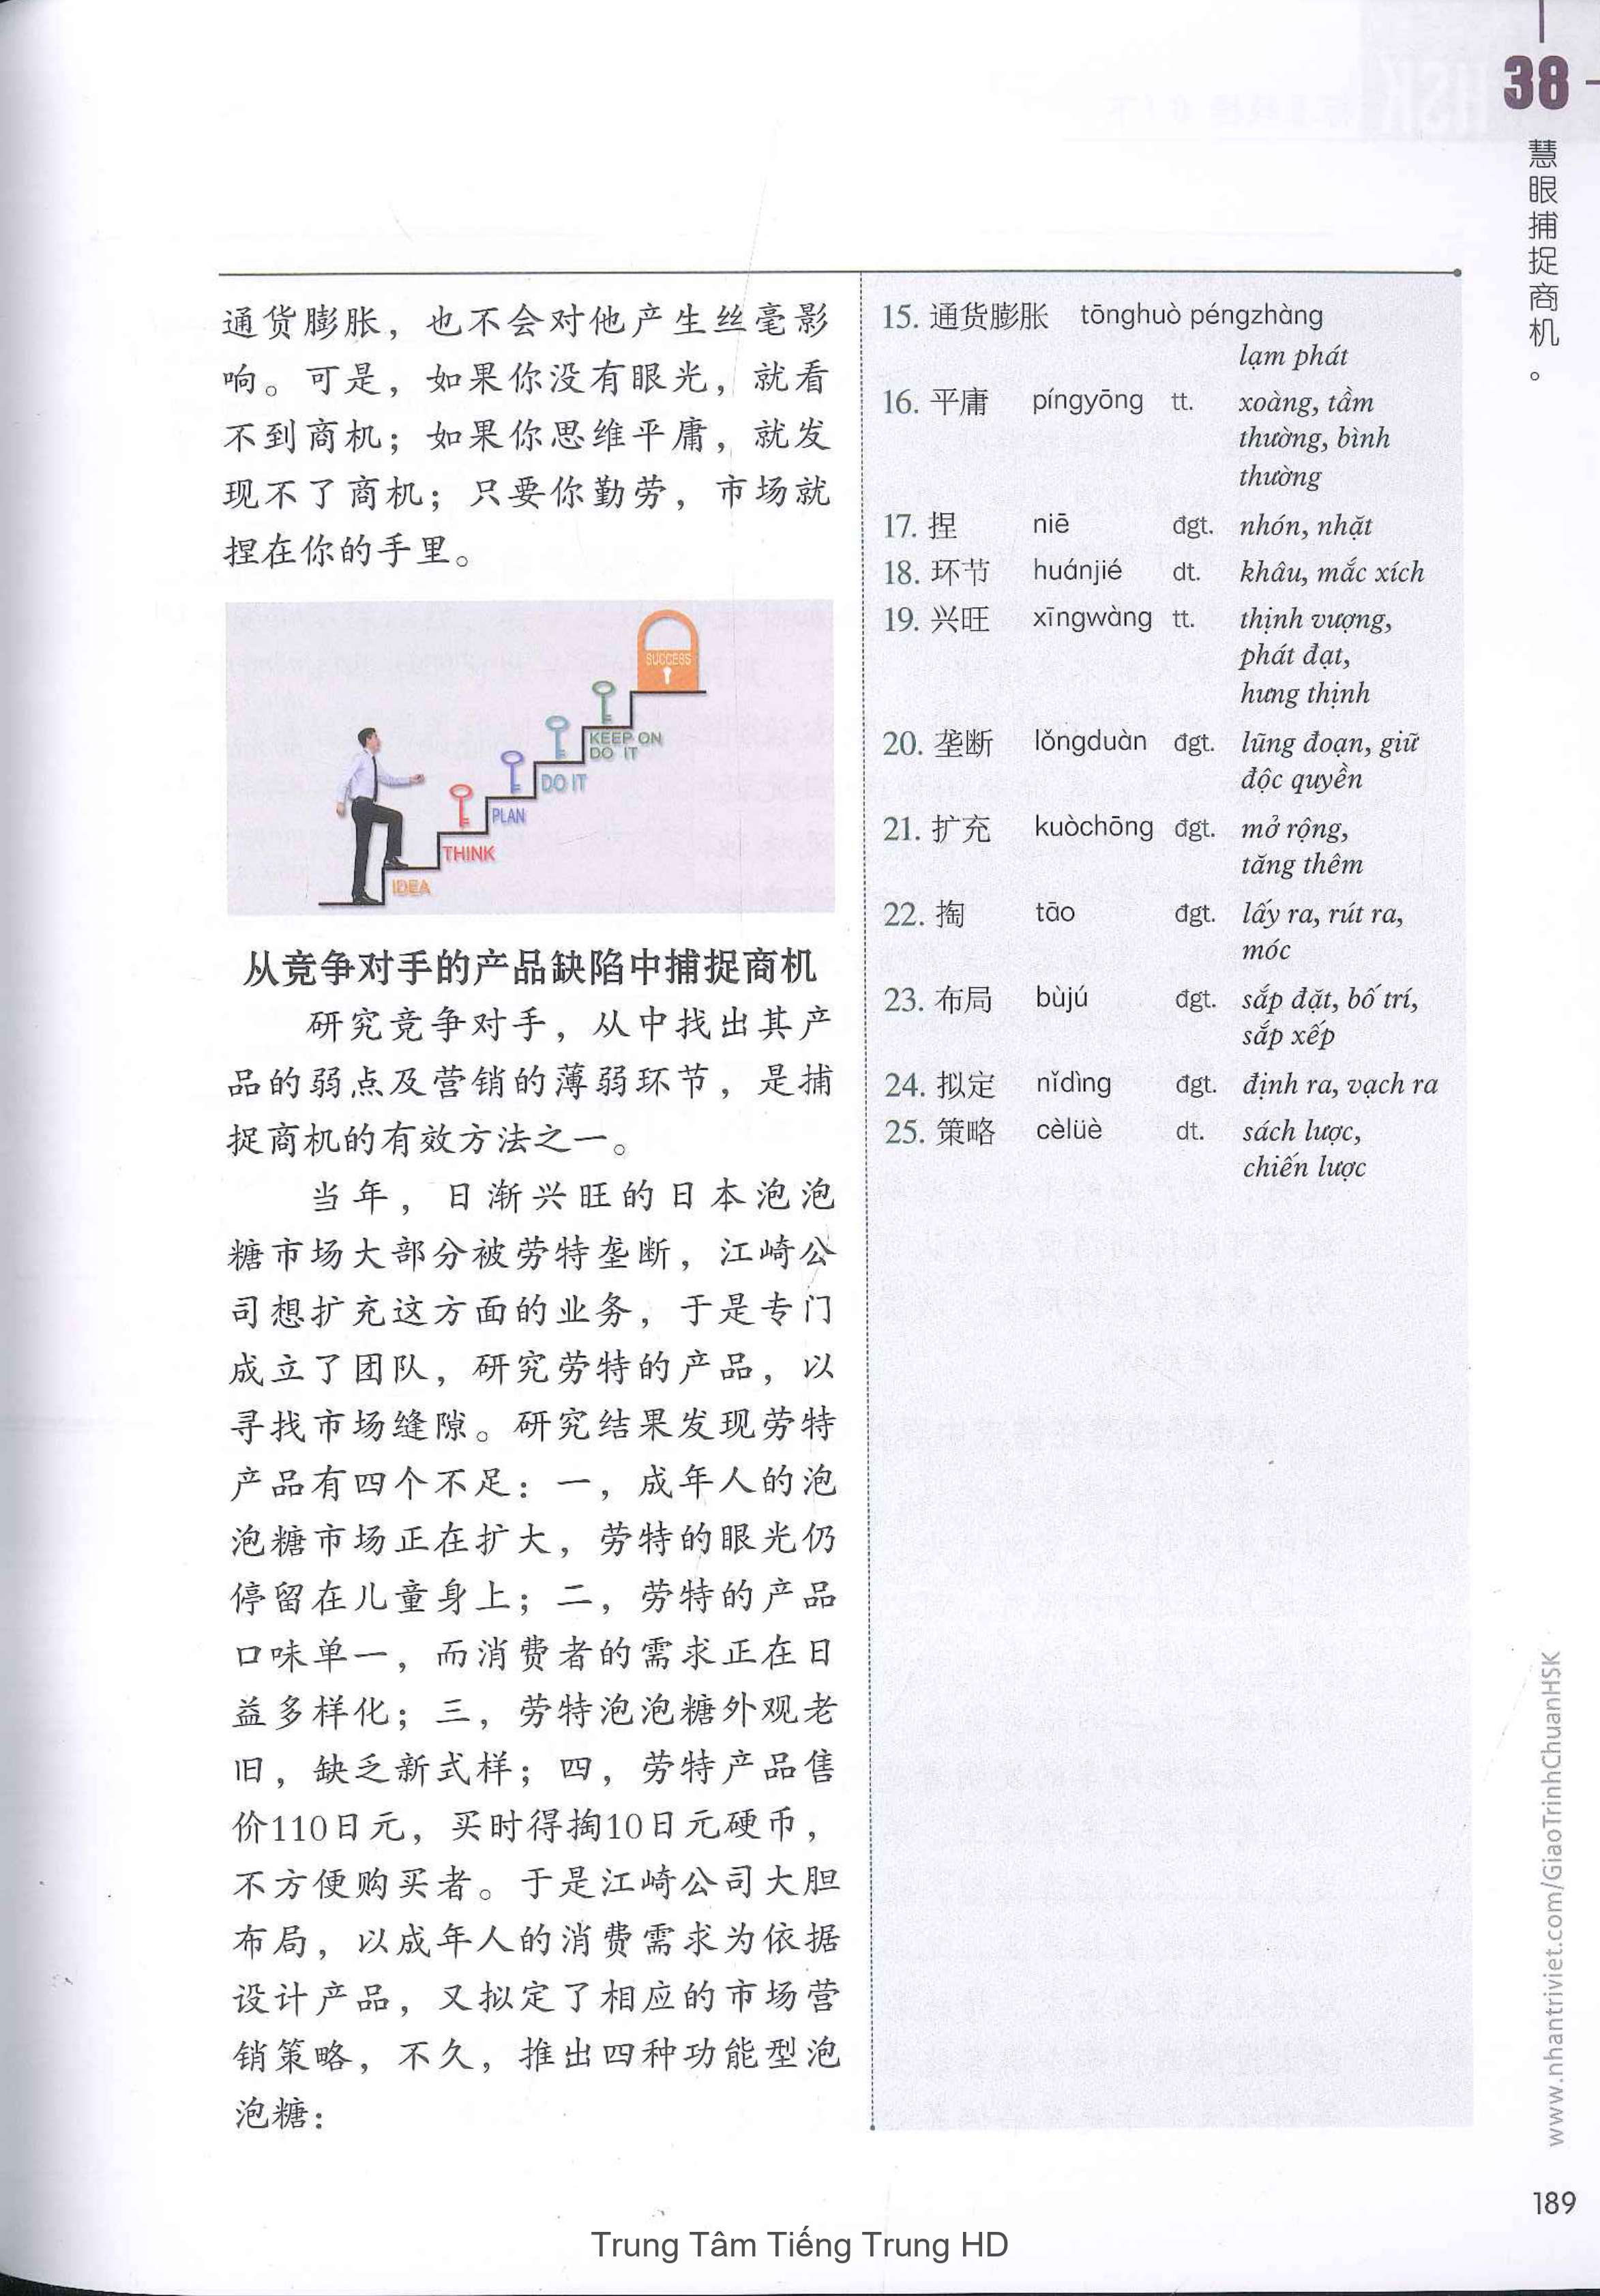 38
慧眼捕捉商机。
通货膨胀，也不会对他产生丝毫影
响。可是，如果你没有眼光，就看
不到商机；如果你思维平庸，就发
现不了商机；只要你勤劳，市场就
捏在你的手里。
SUCCESS
KEEP ON
DO IT
DO IT
PLAN
THINK
IDEA
从竞争对手的产品缺陷中捕捉商机
研究竞争对手，从中找出其产
品的弱点及营销的薄弱环节，是捕
捉商机的有效方法之一。
当年，日渐兴旺的日本泡泡
糖市场大部分被劳特垄断，江崎公
司想扩充这方面的业务，于是专门
成立了团队，研究劳特的产品，以
寻找市场缝隙。研究结果发现劳特
产品有四个不足：一，成年人的泡
泡糖市场正在扩大，劳特的眼光仍
停留在儿童身上；二，劳特的产品
口味单一，而消费者的需求正在日
益多样化；三，劳特泡泡糖外观老
旧，缺乏新式样；四，劳特产品售
价110日元，买时得掏10日元硬币，
不方便购买者。于是江崎公司大胆
布局，以成年人的消费需求为依据
设计产品，又拟定了相应的市场营
销策略，不久，推出四种功能型泡
泡糖：
15. 通货膨胀 tōnghuò péngzhàng
lạm phát
16. 平庸 píngyōng tt. xoàng, tầm
thường, bình
thường
17. 捏 niē đgt. nhón, nhặt
18. 环节 huánjié dt. khâu, mắc xích
19. 兴旺 xīngwàng tt. thịnh vượng,
phát đạt,
hưng thịnh
20. 垄断 lǒngduàn đgt. lũng đoạn, giữ
độc quyền
21. 扩充 kuòchōng đgt. mở rộng,
tăng thêm
22. 掏 tāo đgt. lấy ra, rút ra,
móc
23. 布局 bùjú đgt. sắp đặt, bố trí,
sắp xếp
24. 拟定 nǐdìng đgt. định ra, vạch ra
25. 策略 cèlüè dt. sách lược,
chiến lược
www.nhantriviet.com/GiaoTrinhChuanHSK
189
Trung Tâm Tiếng Trung HD